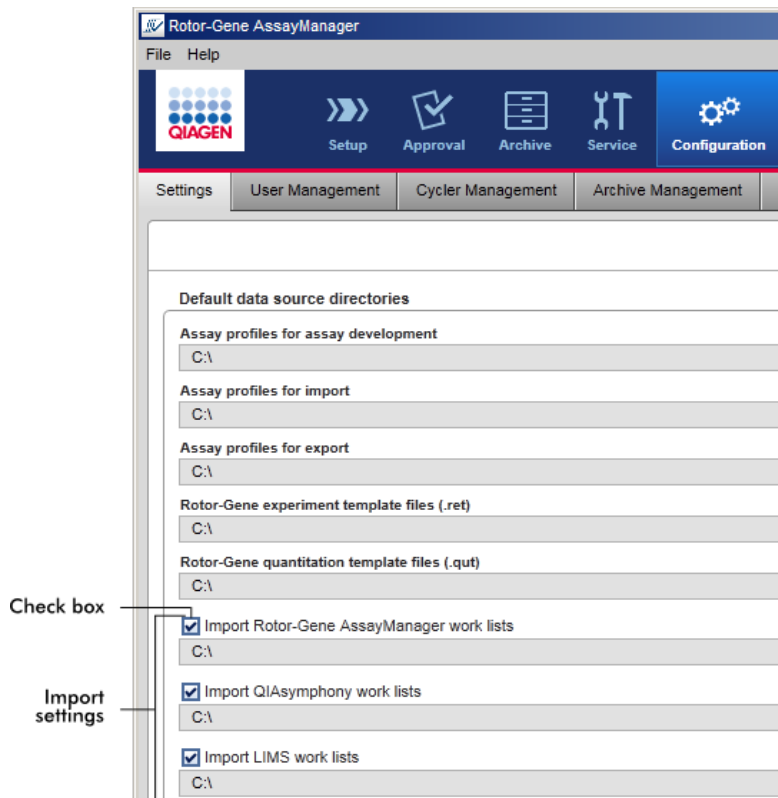 Rotor-Gene AssayManager
File Help
QIAGEN
Setup Approval Archive Service Configuration
Settings User Management Cycler Management Archive Management
Default data source directories
Assay profiles for assay development
C:\
Assay profiles for import
C:\
Assay profiles for export
C:\
Rotor-Gene experiment template files (.ret)
C:\
Rotor-Gene quantitation template files (.qut)
C:\
Check box
Import Rotor-Gene AssayManager work lists
C:\
Import
settings
Import QIAsymphony work lists
C:\
Import LIMS work lists
C:\